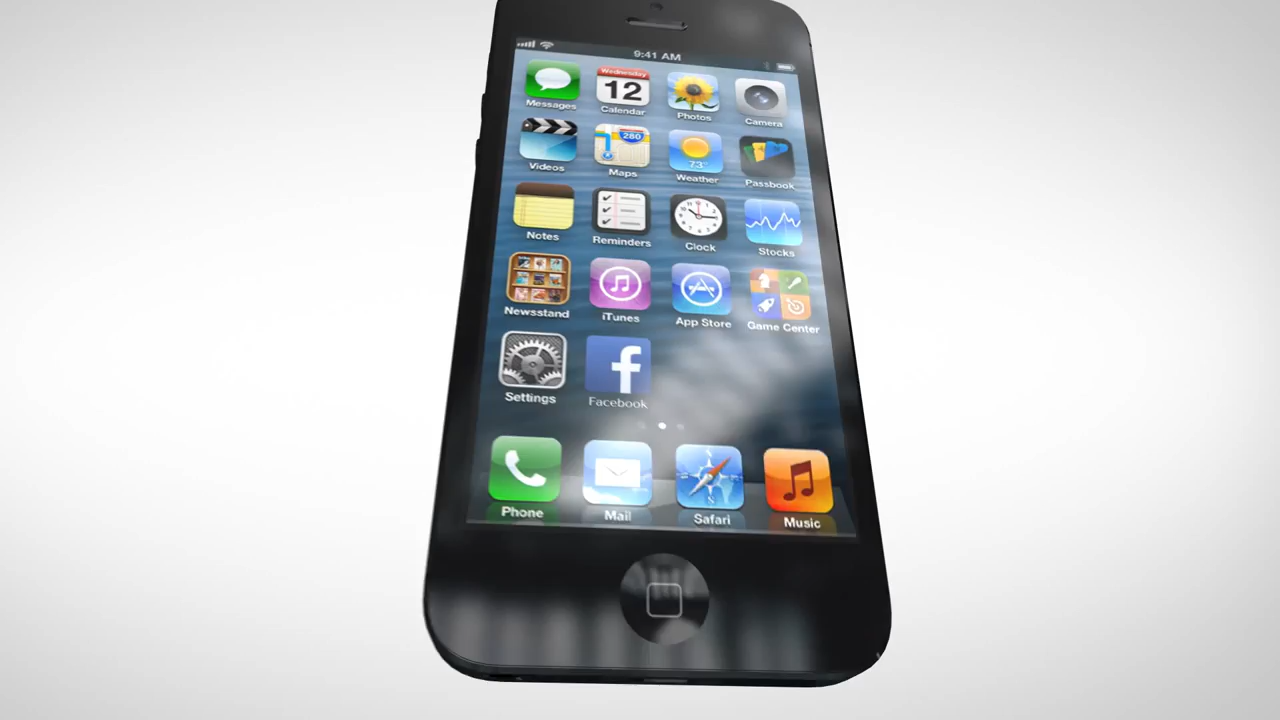 9:41 AM
Wednesday
12
Messages Calendar Photos Camera
280
73°
Videos Maps Weather Passbook
Notes Reminders Clock Stocks
Newsstand iTunes App Store Game Center
f
Settings Facebook
N
Phone Mail Safari Music